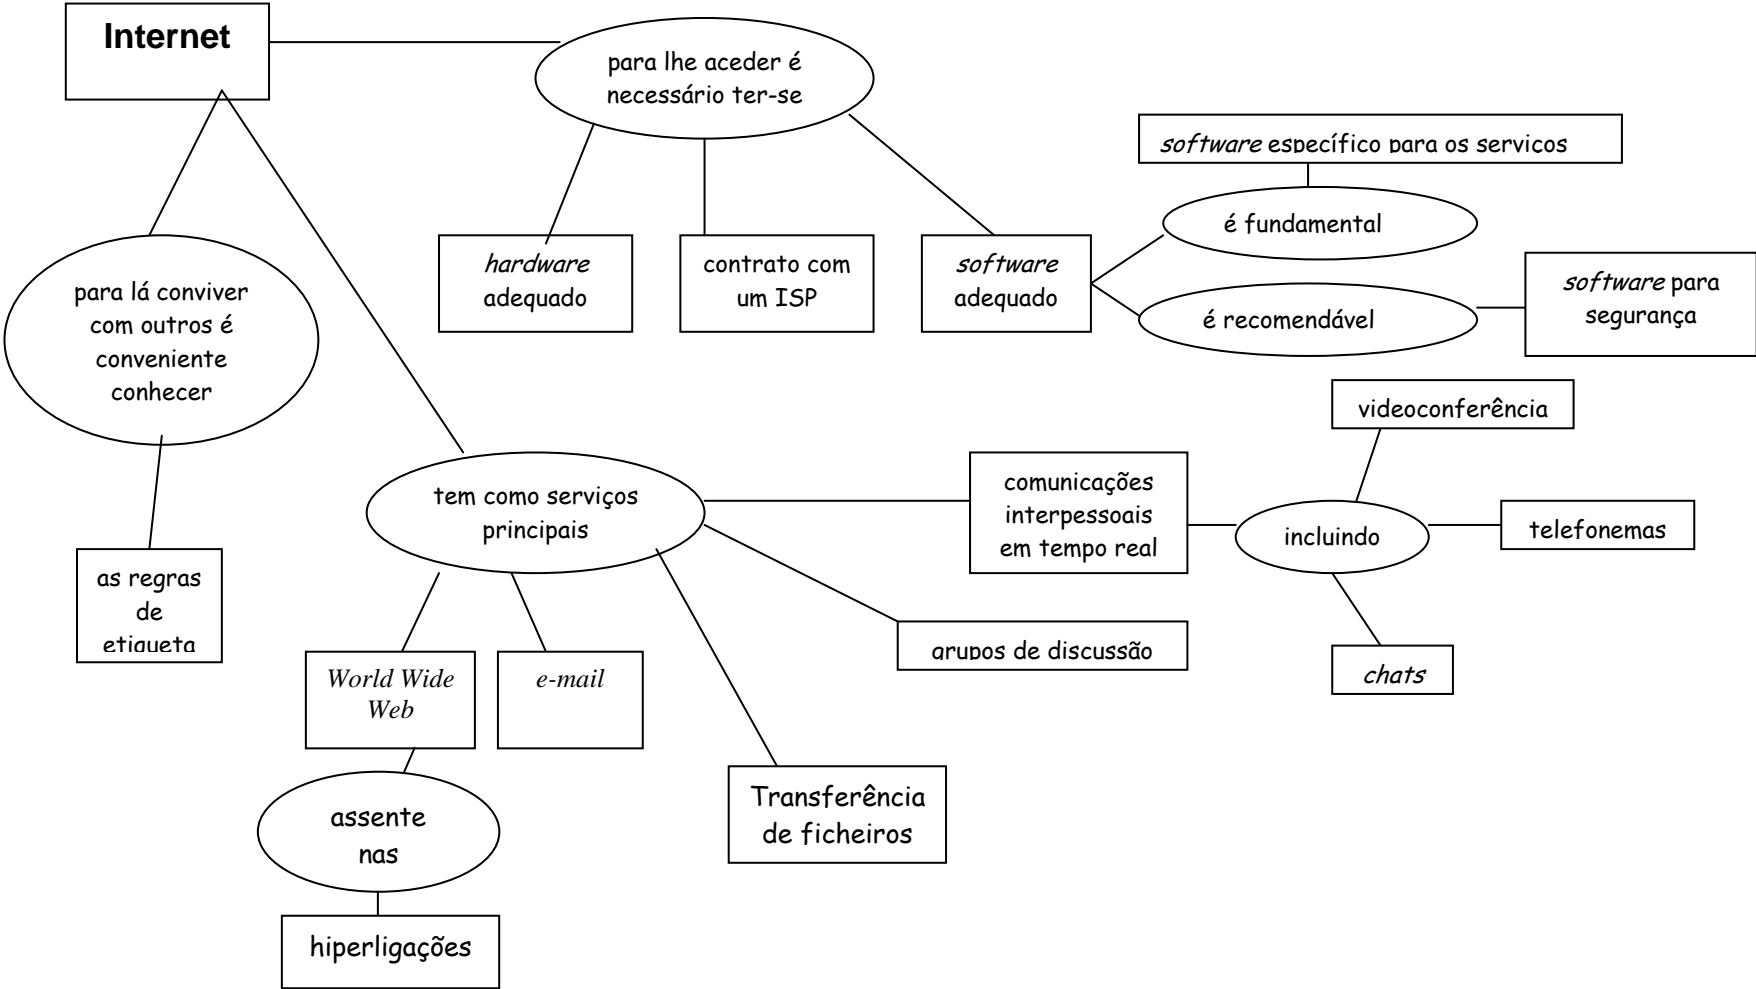 Internet
para lhe aceder é
necessário ter-se
software específico para os serviços
é fundamental
hardware
adequado
contrato com
um ISP
software
adequado
é recomendável
software para
segurança
para lá conviver
com outros é
conveniente
conhecer
as regras
de
etiqueta
tem como serviços
principais
comunicações
interpessoais
em tempo real
incluindo
videoconferência
telefonemas
chats
grupos de discussão
World Wide
Web
e-mail
Transferência
de ficheiros
assente
nas
hiperligações